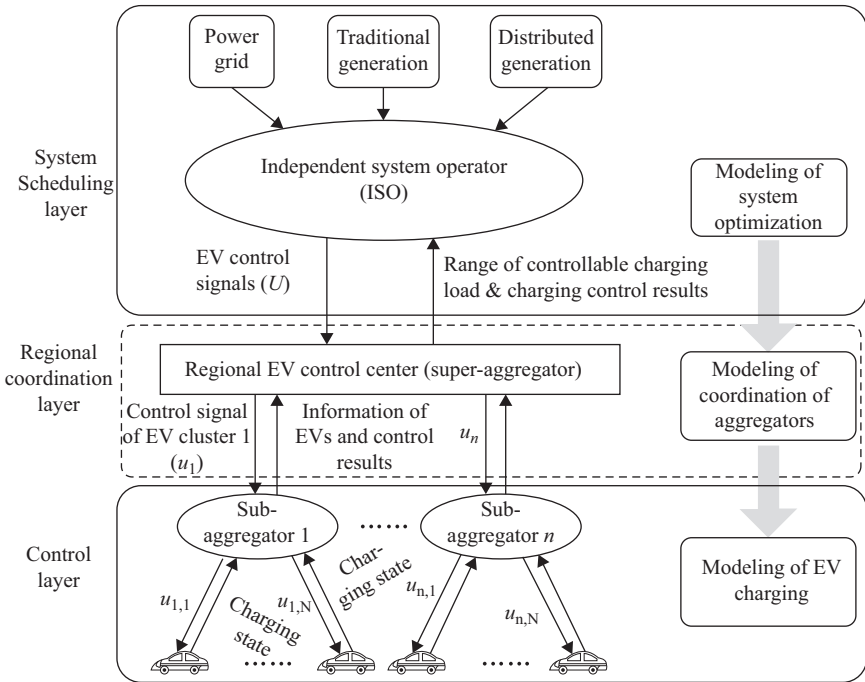 Power
grid
Traditional
generation
Distributed
generation
System
Scheduling
layer
Independent system operator
(ISO)
Modeling of
system
optimization
EV control
signals (U)
Range of controllable charging
load & charging control results
Regional
coordination
layer
Regional EV control center (super-aggregator)
Modeling of
coordination of
aggregators
Control signal
of EV cluster 1
(u1)
Information of
EVs and control
results
un
Control
layer
Sub-
aggregator 1
......
Sub-
aggregator n
Modeling of EV
charging
u1,1
Charging
state
u1,N
Char-
ging state
un,1
un,N
......
......